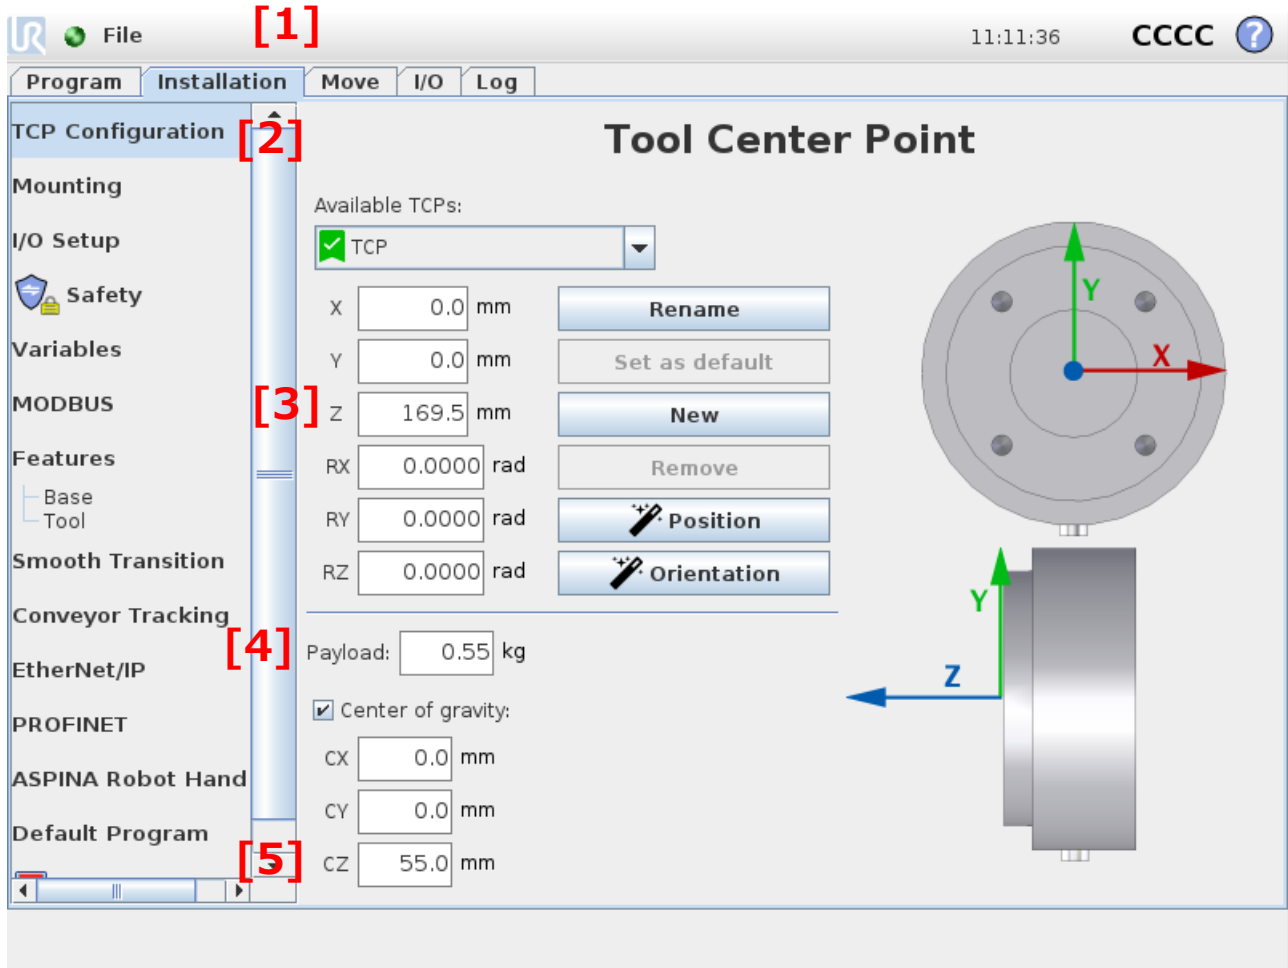 UR File [1] 11:11:36 CCCC ?
Program Installation Move I/O Log
TCP Configuration
[2]
Mounting
I/O Setup
Safety
Variables
MODBUS
[3]
Features
Base
Tool
Smooth Transition
Conveyor Tracking
[4]
EtherNet/IP
PROFINET
ASPINA Robot Hand
Default Program
[5]
Tool Center Point
Available TCPs:
TCP
X 0.0 mm Rename
Y 0.0 mm Set as default
Z 169.5 mm New
RX 0.0000 rad Remove
RY 0.0000 rad Position
RZ 0.0000 rad Orientation
Payload: 0.55 kg
Center of gravity:
CX 0.0 mm
CY 0.0 mm
CZ 55.0 mm
Y
X
Y
Z